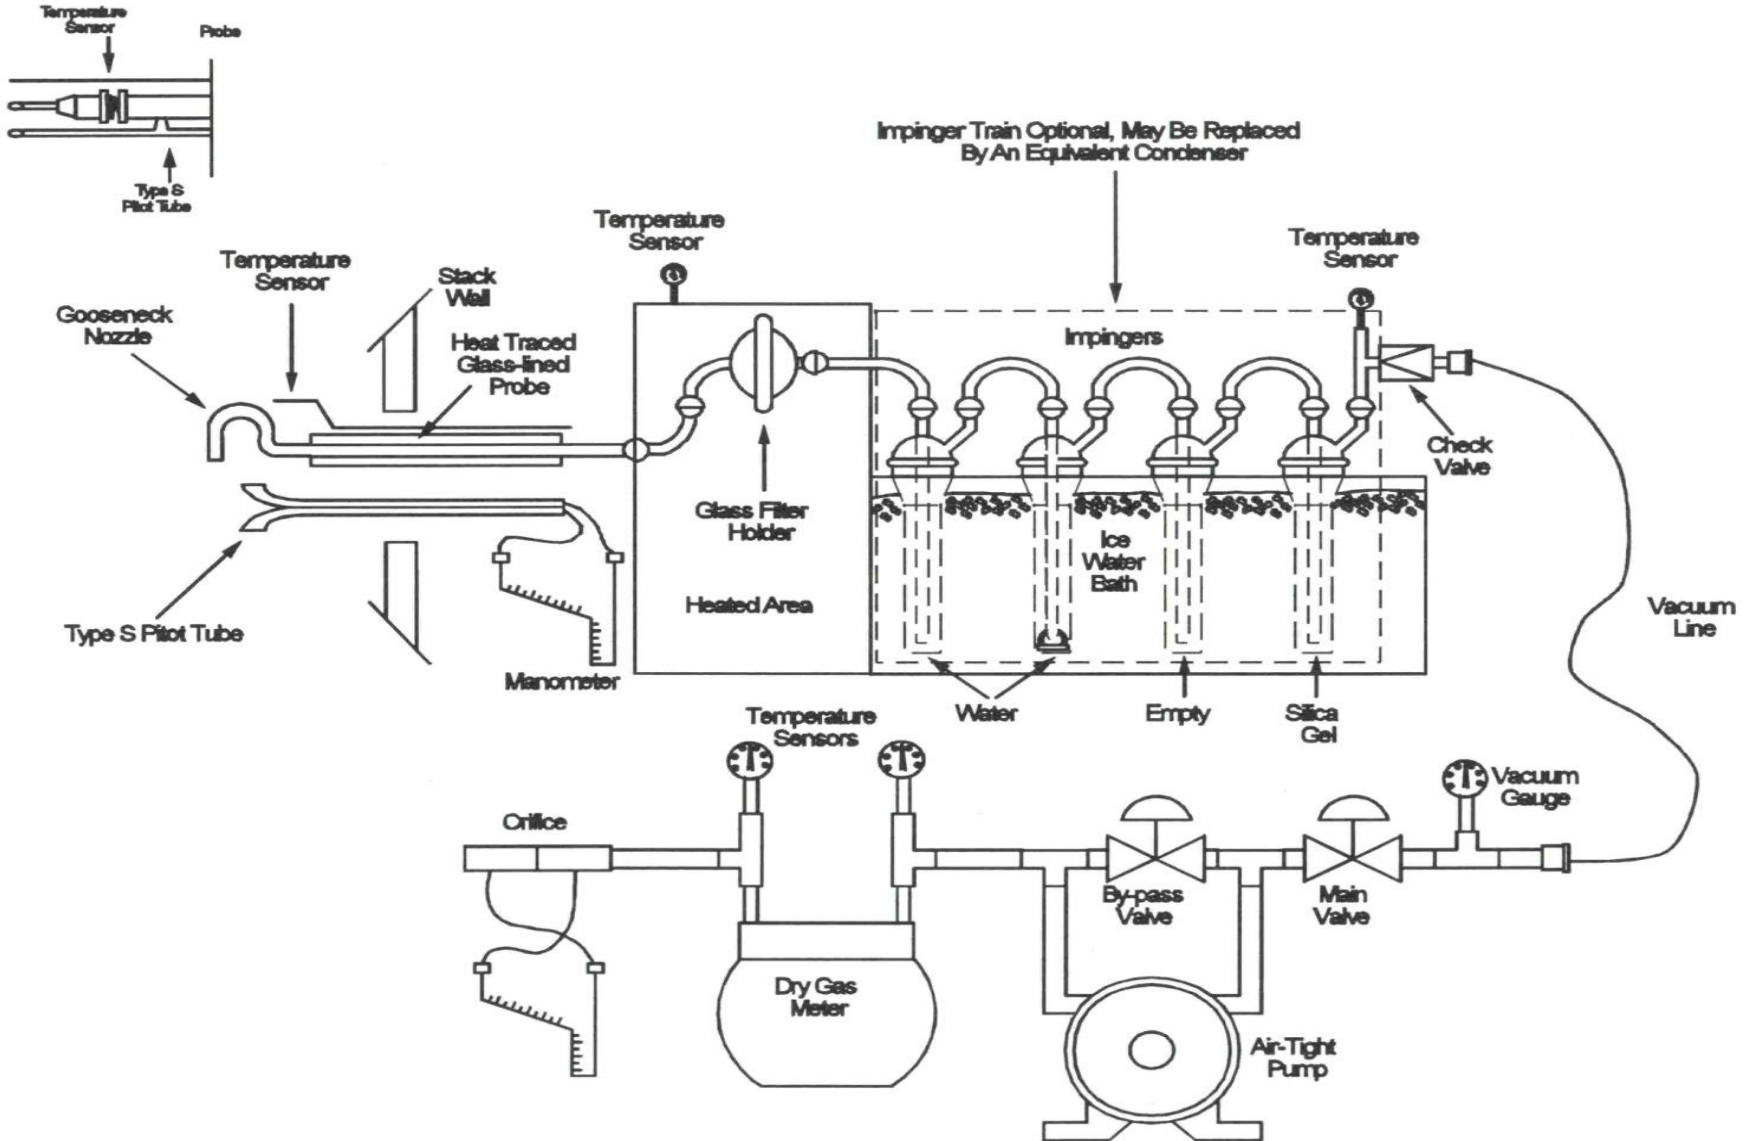 Temperature
Sensor
Probe
Type S
Pitot Tube
Impinger Train Optional, May Be Replaced
By An Equivalent Condenser
Temperature
Sensor
Temperature
Sensor
Temperature
Sensor
Stack
Wall
Gooseneck
Nozzle
Heat Traced
Glass-lined
Probe
Impingers
Check
Valve
Glass Filter
Holder
Ice
Water
Bath
Heated Area
Type S Pitot Tube
Vacuum
Line
Manometer
Water
Empty
Silica
Gel
Temperature
Sensors
Vacuum
Gauge
Orifice
By-pass
Valve
Main
Valve
Dry Gas
Meter
Air-Tight
Pump